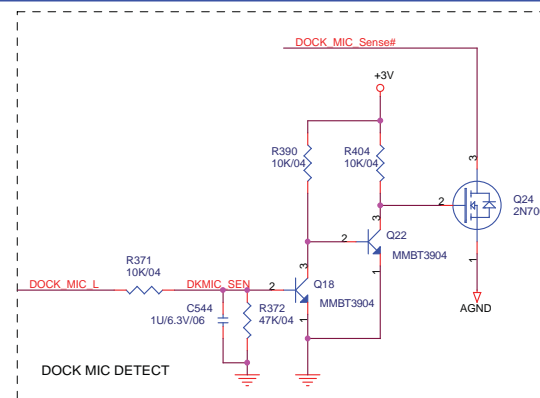 DOCK_MIC_Sense#
+3V
R390
10K/04
R404
10K/04
3
2
Q24
2N70
1
AGND
3
2
Q22
MMBT3904
1
R371
10K/04
DOCK_MIC_L
DKMIC_SEN
2
3
Q18
MMBT3904
1
C544
1U/6.3V/06
R372
47K/04
DOCK MIC DETECT